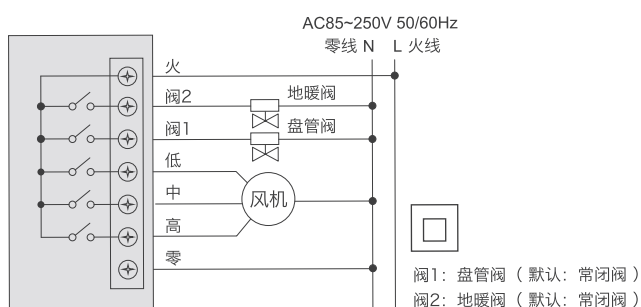 AC85~250V 50/60Hz
零线 N L 火线
火
阀2 地暖阀
阀1 盘管阀
低
中 风机
高
零
阀1：盘管阀（默认：常闭阀）
阀2：地暖阀（默认：常闭阀）